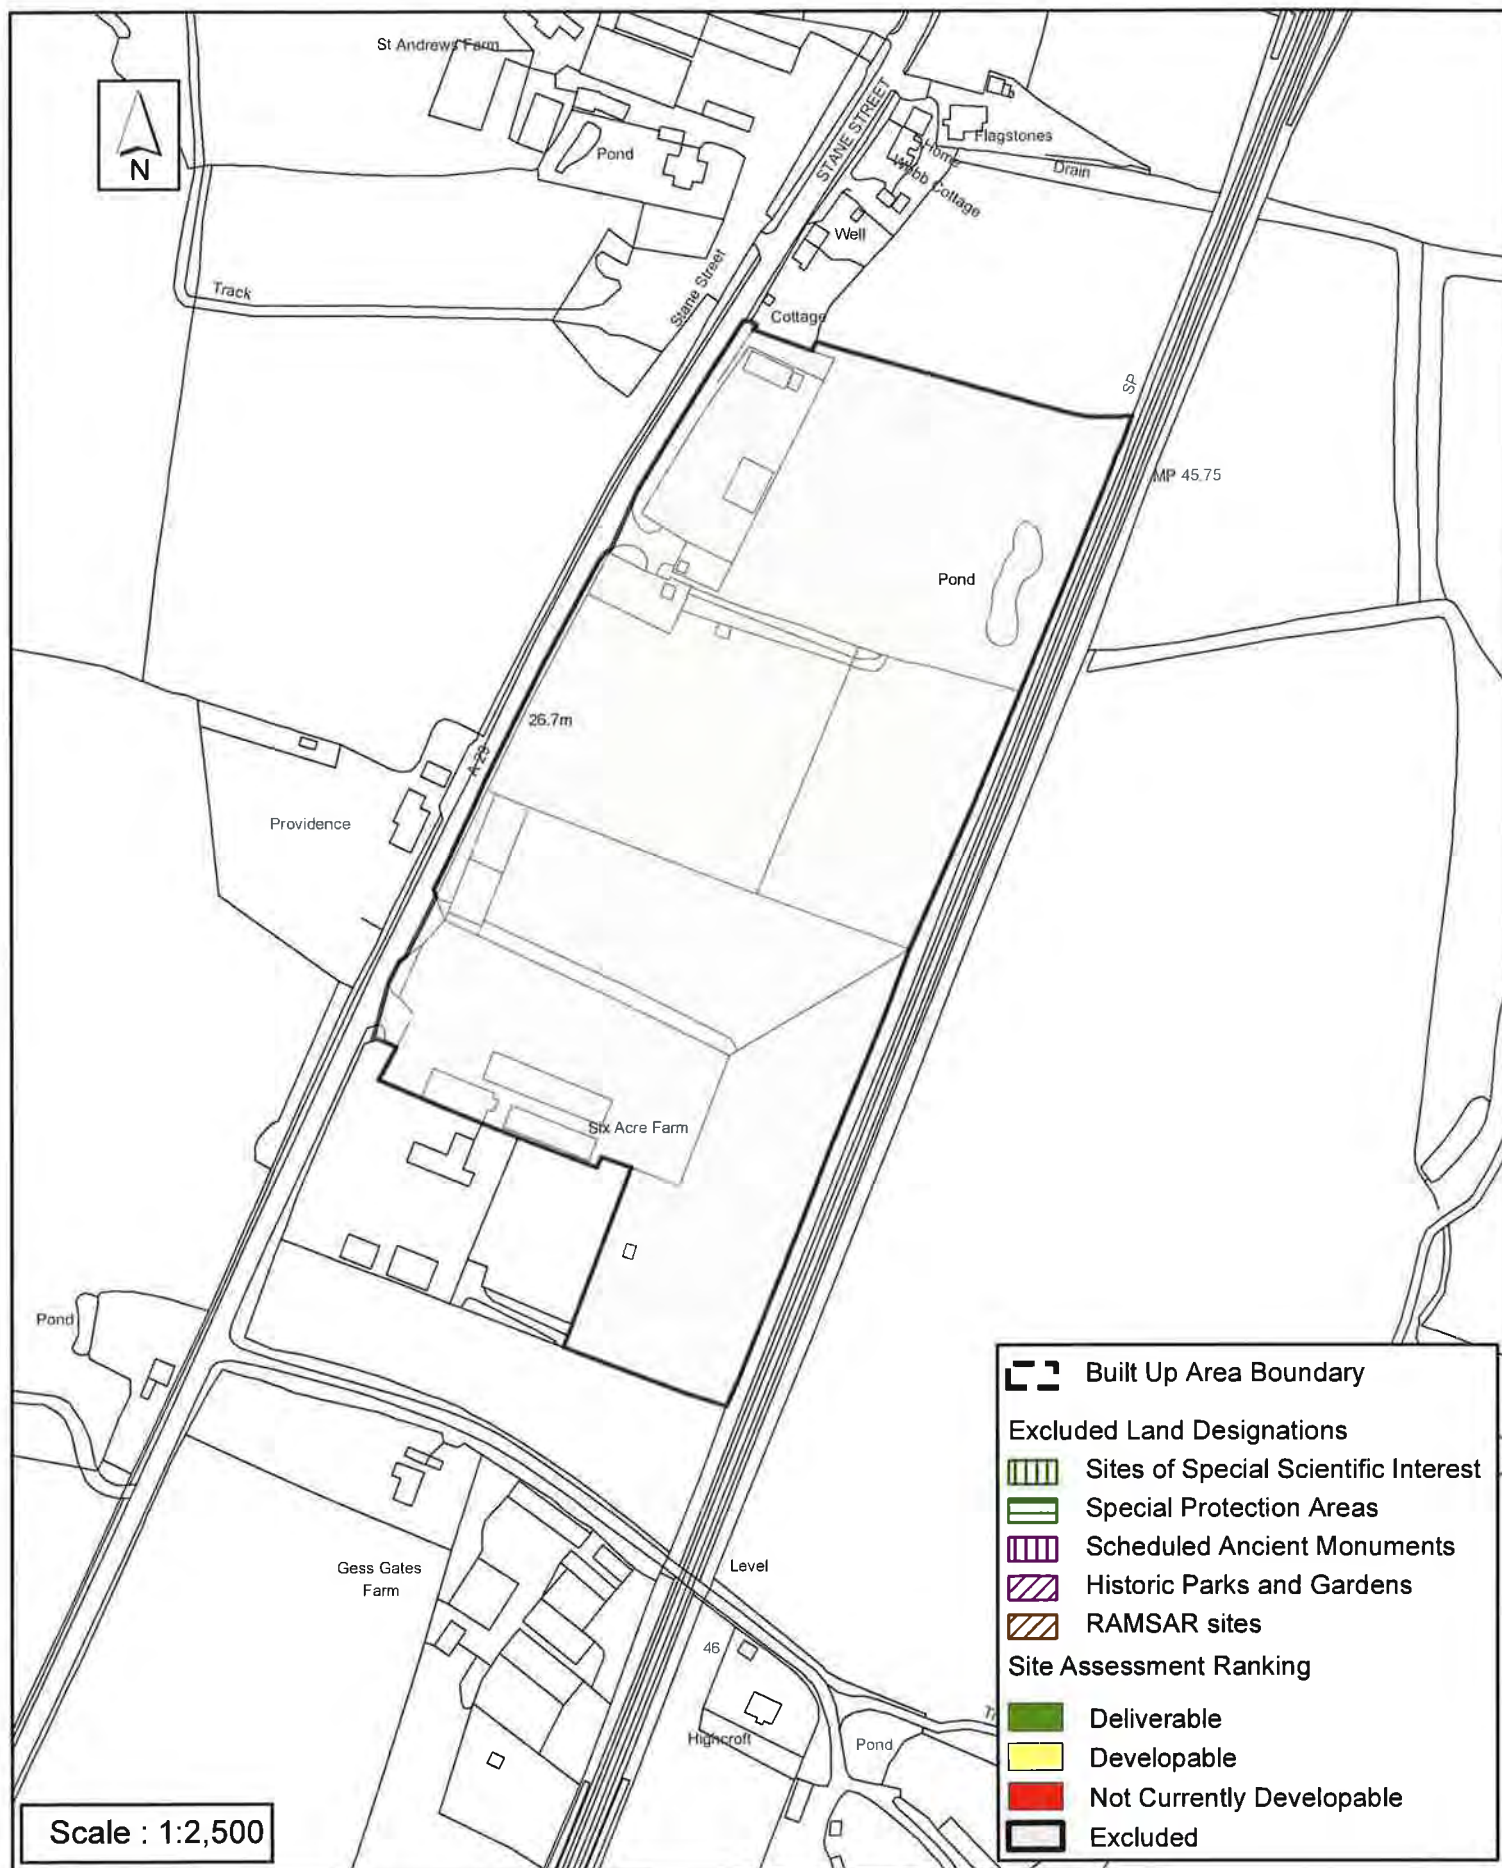 St Andrews Farm
N
Pond
STANE STREET
Flagstones
Home
Webb Cottage
Drain
Well
Track
Stane Street
Cottage
SP
MP 45.75
Pond
26.7m
A 29
Providence
Six Acre Farm
Pond
Gess Gates
Farm
Level
46
Highcroft
Pond
Built Up Area Boundary
Excluded Land Designations
Sites of Special Scientific Interest
Special Protection Areas
Scheduled Ancient Monuments
Historic Parks and Gardens
RAMSAR sites
Site Assessment Ranking
Deliverable
Developable
Not Currently Developable
Excluded
Scale : 1:2,500